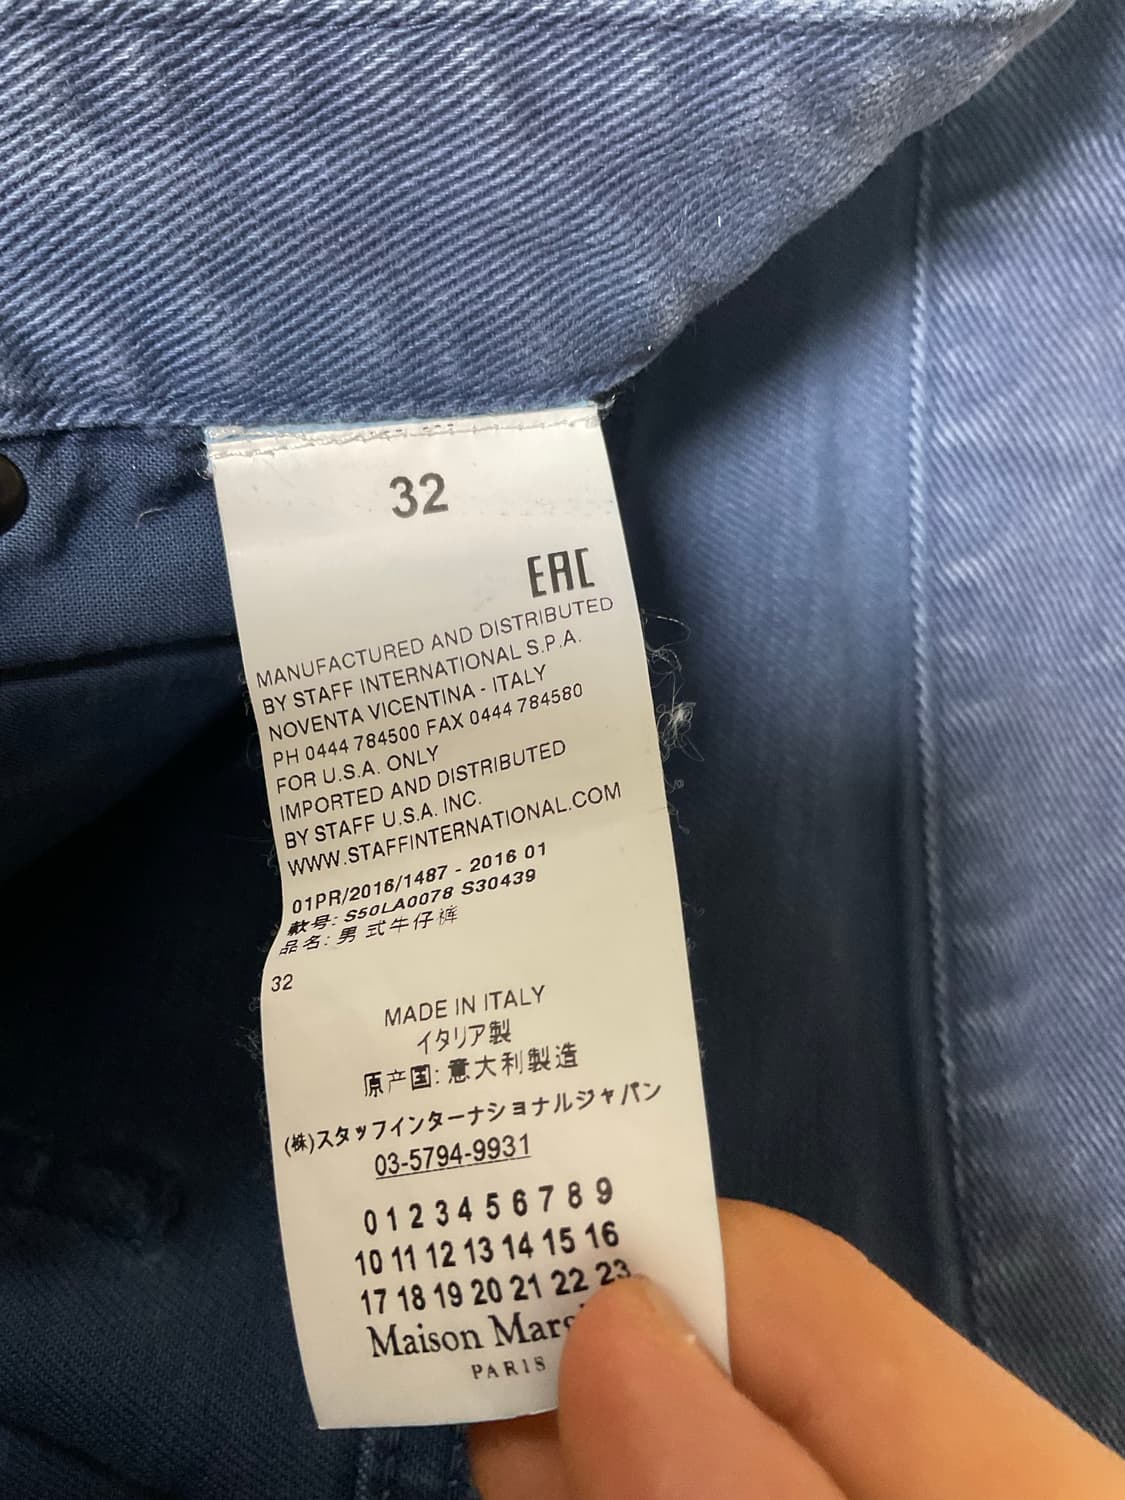 32
EAC
MANUFACTURED AND DISTRIBUTED
BY STAFF INTERNATIONAL S.P.A.
NOVENTA VICENTINA - ITALY
PH 0444 784500 FAX 0444 784580
FOR U.S.A. ONLY
IMPORTED AND DISTRIBUTED
BY STAFF U.S.A. INC.
WWW.STAFFINTERNATIONAL.COM
01PR/2016/1487 - 2016 01
款号: S50LA0078 S30439
品名: 男式牛仔裤
32
MADE IN ITALY
イタリア製
原产国: 意大利製造
(株)スタッフインターナショナルジャパン
03-5794-9931
0 1 2 3 4 5 6 7 8 9
10 11 12 13 14 15 16
17 18 19 20 21 22 23
Maison
PARIS